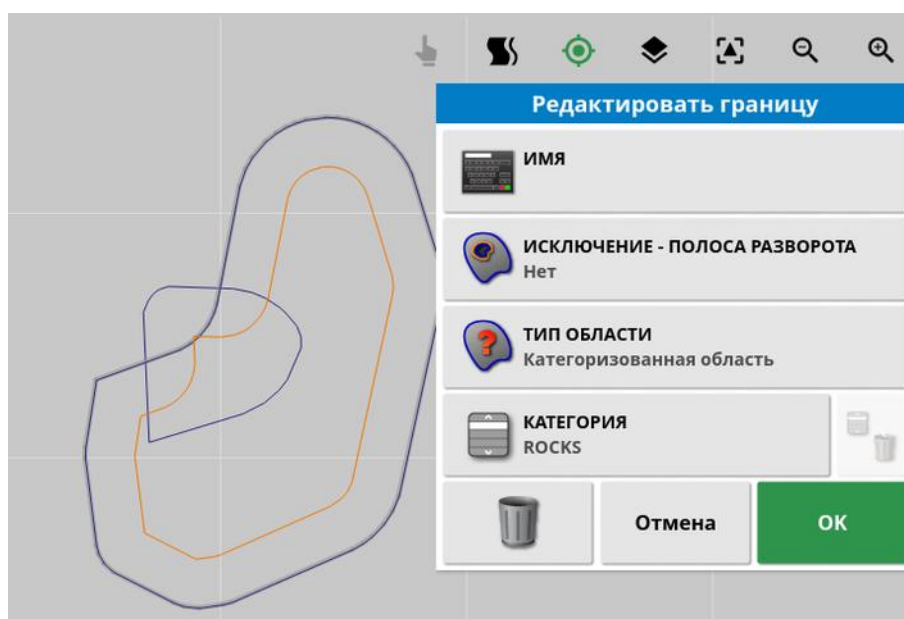 Редактировать границу
ИМЯ
ИСКЛЮЧЕНИЕ - ПОЛОСА РАЗВОРОТА
Нет
ТИП ОБЛАСТИ
Категоризованная область
КАТЕГОРИЯ
ROCKS
Отмена
OK